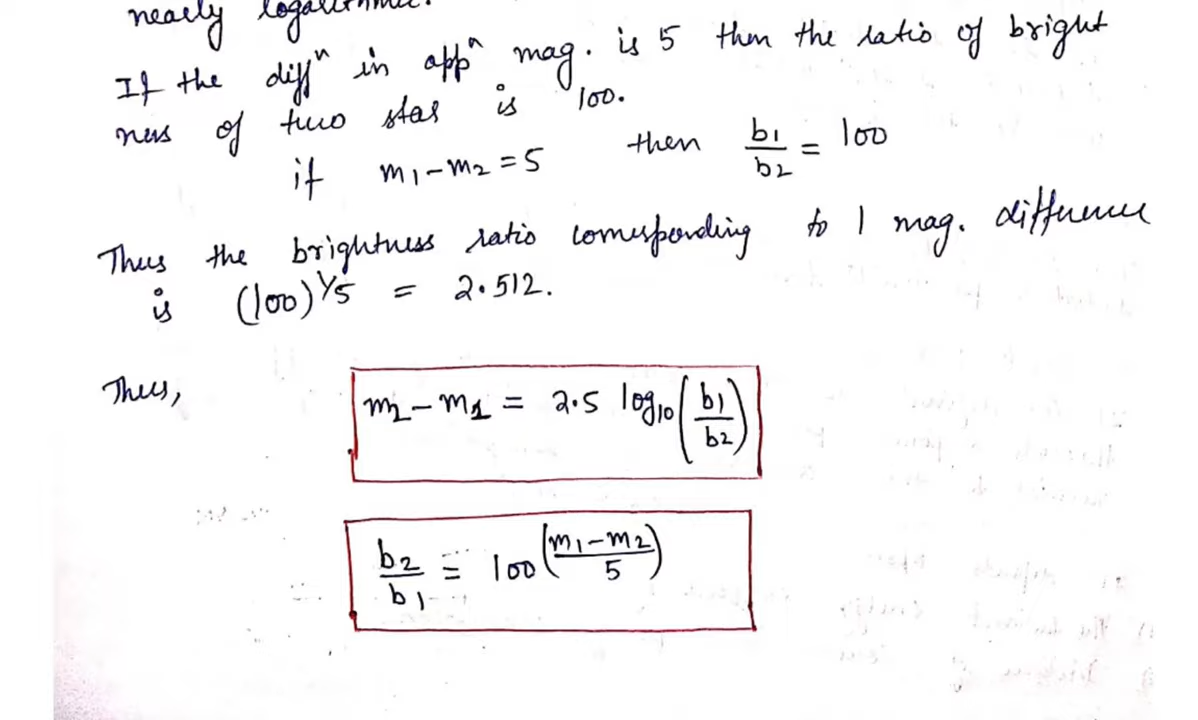 nearly logarithmic.
If the diffⁿ in appⁿ mag. is 5 then the ratio of bright
ness of two star is 100.
if m₁-m₂ = 5 then b₁/b₂ = 100
Thus the brightness ratio corresponding to 1 mag. difference
is (100)^1/5 = 2.512.
Thus,
m₂-m₁ = 2.5 log₁₀(b₁/b₂)
b₂/b₁ = 100^((m₁-m₂)/5)